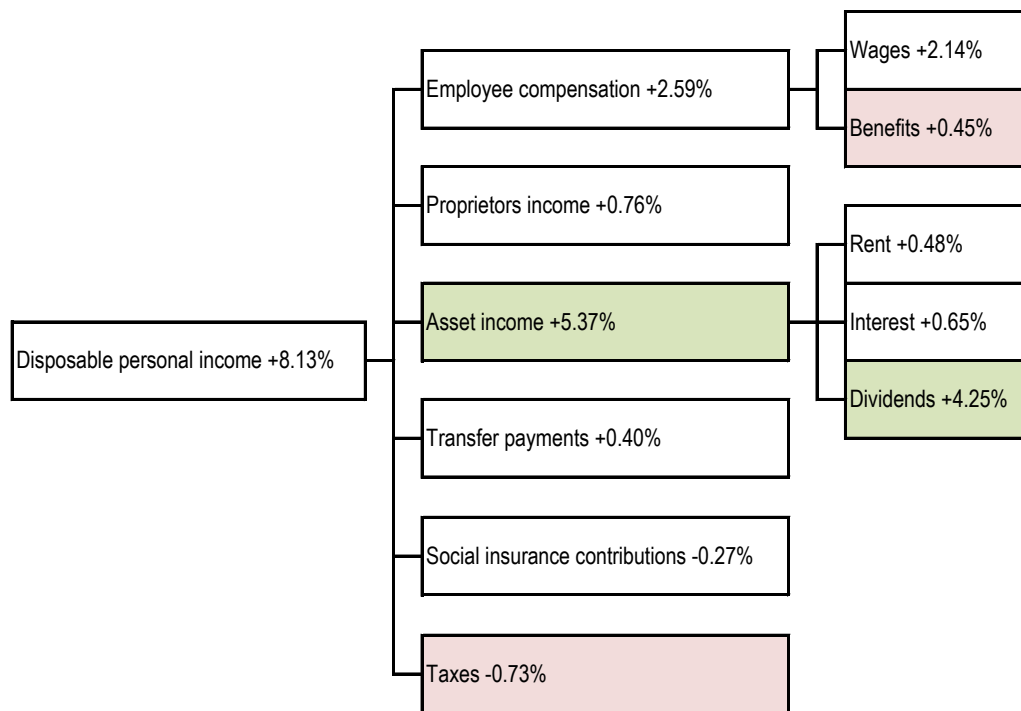 Wages +2.14%
Employee compensation +2.59%
Benefits +0.45%
Proprietors income +0.76%
Rent +0.48%
Asset income +5.37%
Interest +0.65%
Disposable personal income +8.13%
Dividends +4.25%
Transfer payments +0.40%
Social insurance contributions -0.27%
Taxes -0.73%